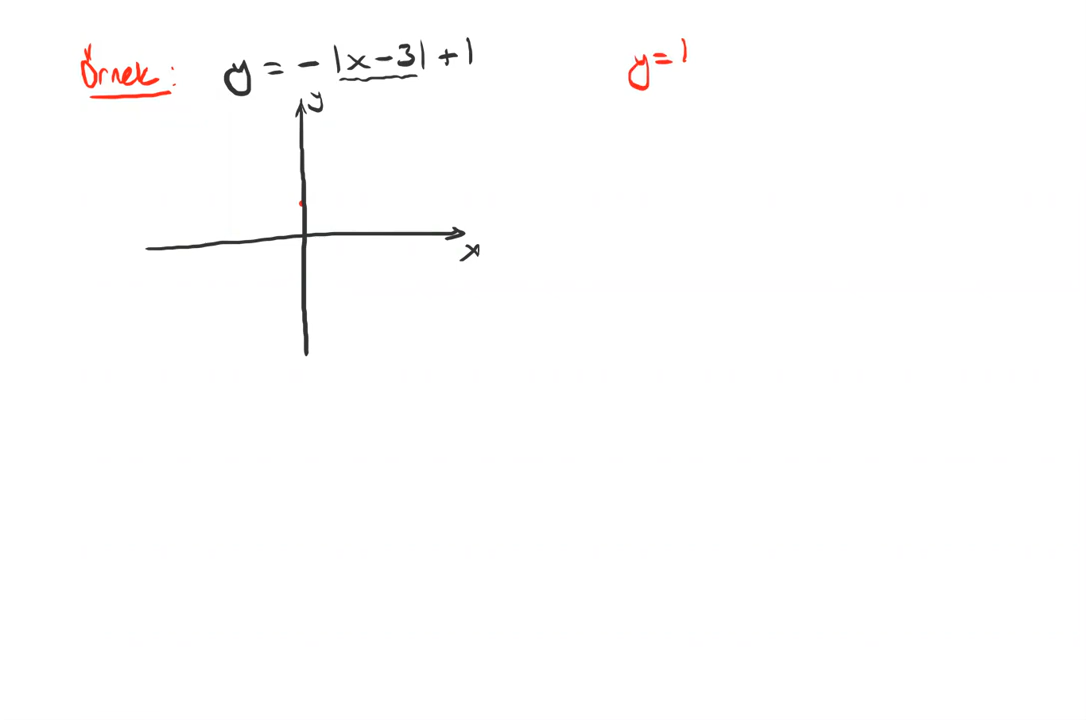 Örnek: y = - |x-3| + 1
y = 1
y
x